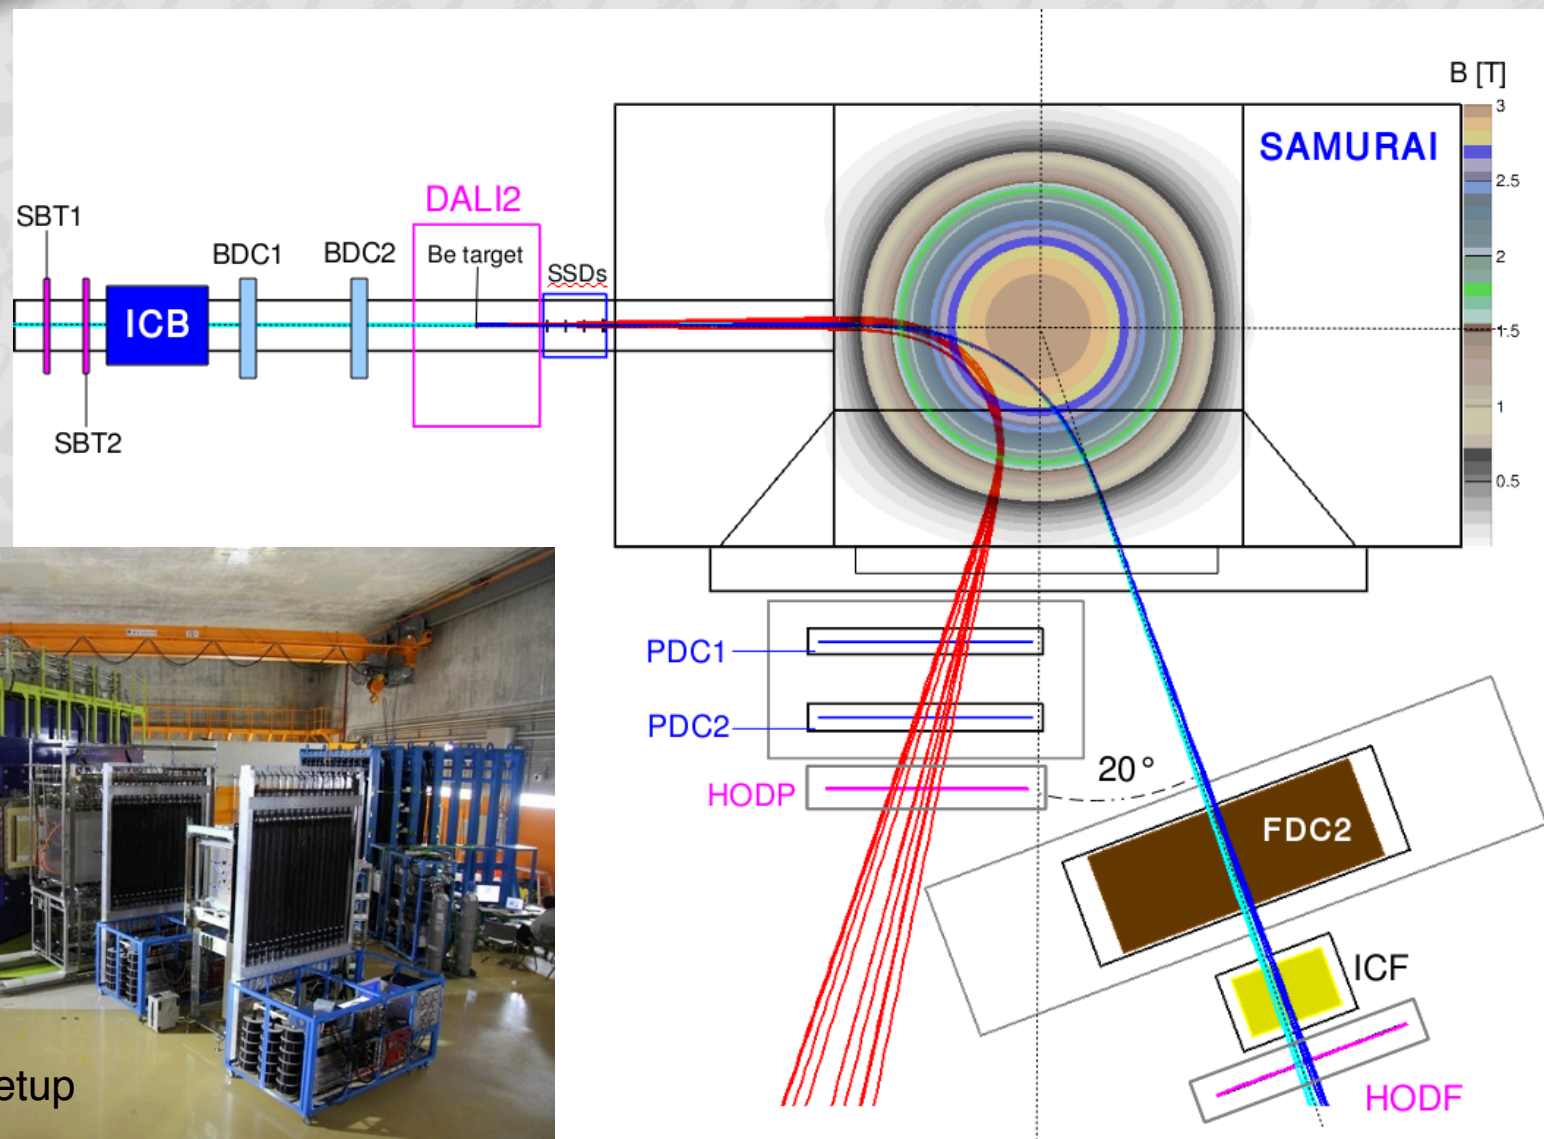 B [T]
3
SAMURAI
2.5
DALI2
SBT1
BDC1
BDC2
Be target
SSDs
2
ICB
1.5
SBT2
1
0.5
PDC1
PDC2
20°
HODP
FDC2
ICF
etup
HODF